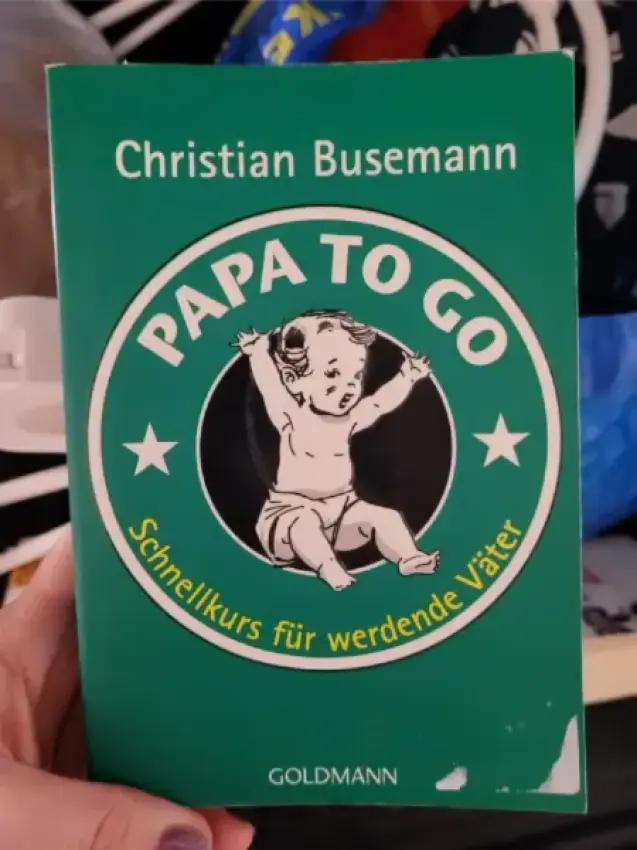 Christian Busemann
PAPA TO GO
Schnellkurs für werdende Väter
GOLDMANN